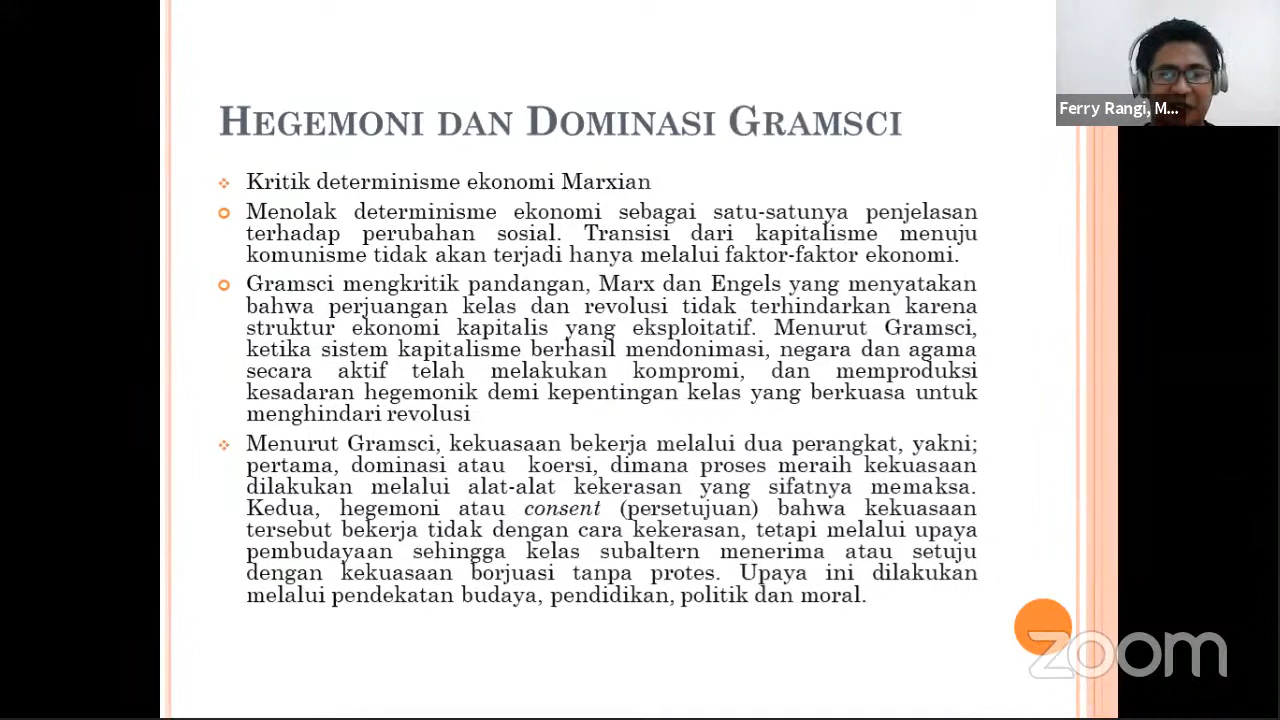 HEGEMONI DAN DOMINASI GRAMSCI
Ferry Rangi, M...
Kritik determinisme ekonomi Marxian
Menolak determinisme ekonomi sebagai satu-satunya penjelasan
terhadap perubahan sosial. Transisi dari kapitalisme menuju
komunisme tidak akan terjadi hanya melalui faktor-faktor ekonomi.
Gramsci mengkritik pandangan, Marx dan Engels yang menyatakan
bahwa perjuangan kelas dan revolusi tidak terhindarkan karena
struktur ekonomi kapitalis yang eksploitatif. Menurut Gramsci,
ketika sistem kapitalisme berhasil mendonimasi, negara dan agama
secara aktif telah melakukan kompromi, dan memproduksi
kesadaran hegemonik demi kepentingan kelas yang berkuasa untuk
menghindari revolusi
Menurut Gramsci, kekuasaan bekerja melalui dua perangkat, yakni;
pertama, dominasi atau koersi, dimana proses meraih kekuasaan
dilakukan melalui alat-alat kekerasan yang sifatnya memaksa.
Kedua, hegemoni atau consent (persetujuan) bahwa kekuasaan
tersebut bekerja tidak dengan cara kekerasan, tetapi melalui upaya
pembudayaan sehingga kelas subaltern menerima atau setuju
dengan kekuasaan borjuasi tanpa protes. Upaya ini dilakukan
melalui pendekatan budaya, pendidikan, politik dan moral.
zoom